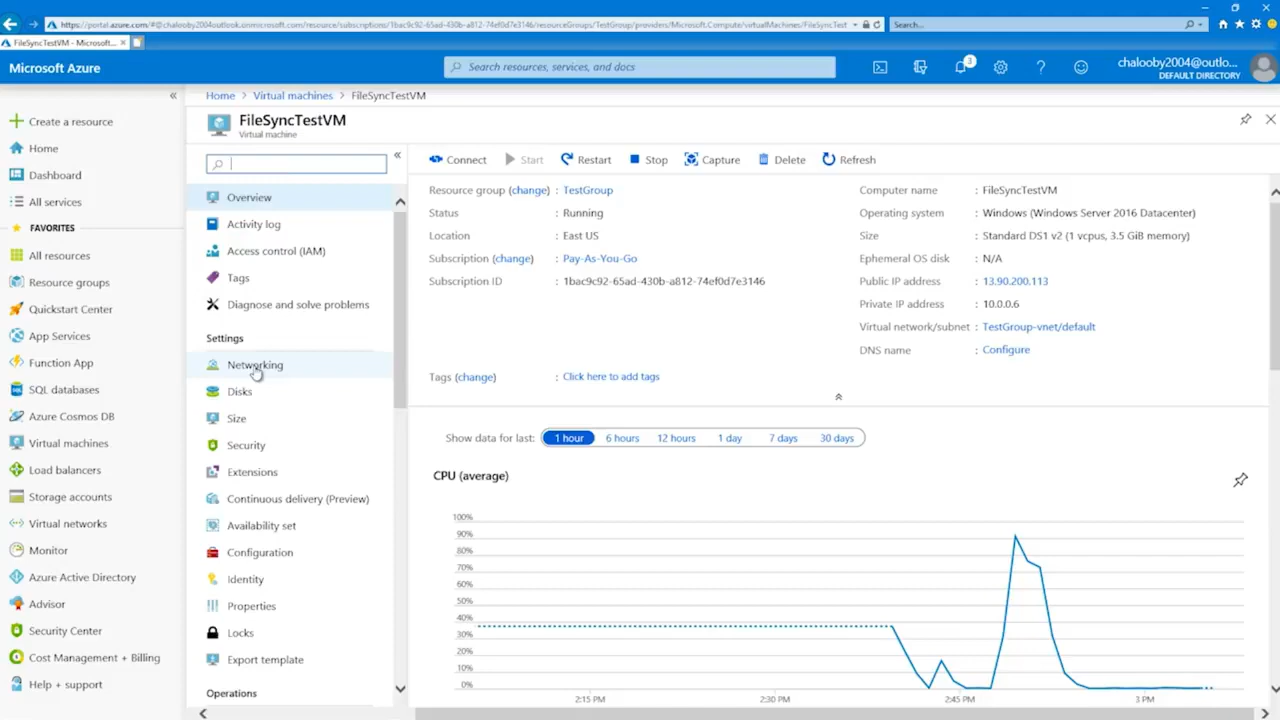 https://portal.azure.com/#@chalooby2004outlook.onmicrosoft.com/resource/subscriptions/1bac9c92-65ad-430b-a812-74ef0d7e3146/resourceGroups/TestGroup/providers/Microsoft.Compute/virtualMachines/FileSyncTest
Search...
FileSyncTestVM - Microsoft...
Microsoft Azure
Search resources, services, and docs
3
chalooby2004@outlo...
DEFAULT DIRECTORY
Home > Virtual machines > FileSyncTestVM
FileSyncTestVM
Virtual machine
Create a resource
Home
Dashboard
All services
FAVORITES
All resources
Resource groups
Quickstart Center
App Services
Function App
SQL databases
Azure Cosmos DB
Virtual machines
Load balancers
Storage accounts
Virtual networks
Monitor
Azure Active Directory
Advisor
Security Center
Cost Management + Billing
Help + support
Overview
Activity log
Access control (IAM)
Tags
Diagnose and solve problems
Settings
Networking
Disks
Size
Security
Extensions
Continuous delivery (Preview)
Availability set
Configuration
Identity
Properties
Locks
Export template
Operations
Connect Start Restart Stop Capture Delete Refresh
Resource group (change) : TestGroup
Status : Running
Location : East US
Subscription (change) : Pay-As-You-Go
Subscription ID : 1bac9c92-65ad-430b-a812-74ef0d7e3146
Computer name : FileSyncTestVM
Operating system : Windows (Windows Server 2016 Datacenter)
Size : Standard DS1 v2 (1 vcpus, 3.5 GiB memory)
Ephemeral OS disk : N/A
Public IP address : 13.90.200.113
Private IP address : 10.0.0.6
Virtual network/subnet : TestGroup-vnet/default
DNS name : Configure
Tags (change) : Click here to add tags
Show data for last: 1 hour 6 hours 12 hours 1 day 7 days 30 days
CPU (average)
100%
90%
80%
70%
60%
50%
40%
30%
20%
10%
0%
2:15 PM 2:30 PM 2:45 PM 3 PM